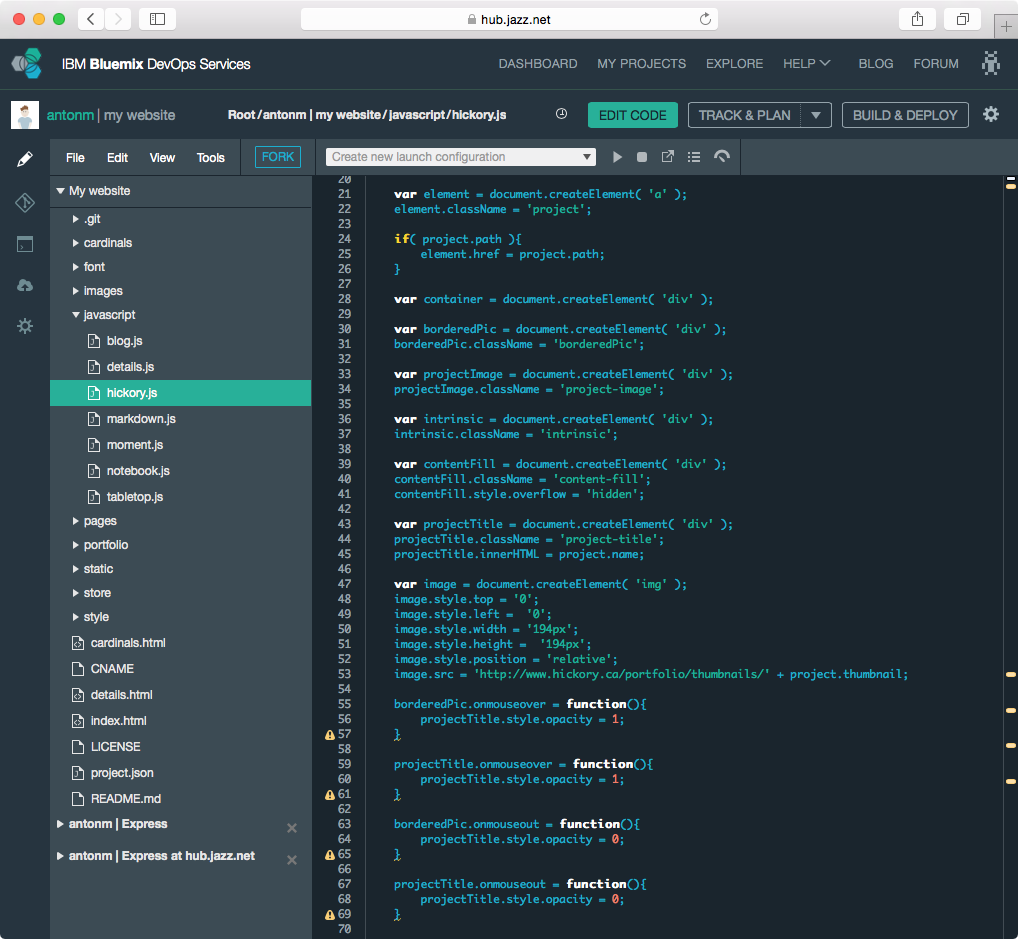 hub.jazz.net
IBM Bluemix DevOps Services
DASHBOARD
MY PROJECTS
EXPLORE
HELP
BLOG
FORUM
antonm | my website
Root / antonm | my website / javascript / hickory.js
EDIT CODE
TRACK & PLAN
BUILD & DEPLOY
File
Edit
View
Tools
FORK
Create new launch configuration
My website
.git
cardinals
font
images
javascript
blog.js
details.js
hickory.js
markdown.js
moment.js
notebook.js
tabletop.js
pages
portfolio
static
store
style
cardinals.html
CNAME
details.html
index.html
LICENSE
project.json
README.md
antonm | Express
antonm | Express at hub.jazz.net
20
21 var element = document.createElement( 'a' );
22 element.className = 'project';
23
24 if( project.path ){
25 element.href = project.path;
26 }
27
28 var container = document.createElement( 'div' );
29
30 var borderedPic = document.createElement( 'div' );
31 borderedPic.className = 'borderedPic';
32
33 var projectImage = document.createElement( 'div' );
34 projectImage.className = 'project-image';
35
36 var intrinsic = document.createElement( 'div' );
37 intrinsic.className = 'intrinsic';
38
39 var contentFill = document.createElement( 'div' );
40 contentFill.className = 'content-fill';
41 contentFill.style.overflow = 'hidden';
42
43 var projectTitle = document.createElement( 'div' );
44 projectTitle.className = 'project-title';
45 projectTitle.innerHTML = project.name;
46
47 var image = document.createElement( 'img' );
48 image.style.top = '0';
49 image.style.left =  '0';
50 image.style.width = '194px';
51 image.style.height =  '194px';
52 image.style.position = 'relative';
53 image.src = 'http://www.hickory.ca/portfolio/thumbnails/' + project.thumbnail;
54
55 borderedPic.onmouseover = function(){
56 projectTitle.style.opacity = 1;
57 }
58
59 projectTitle.onmouseover = function(){
60 projectTitle.style.opacity = 1;
61 }
62
63 borderedPic.onmouseout = function(){
64 projectTitle.style.opacity = 0;
65 }
66
67 projectTitle.onmouseout = function(){
68 projectTitle.style.opacity = 0;
69 }
70